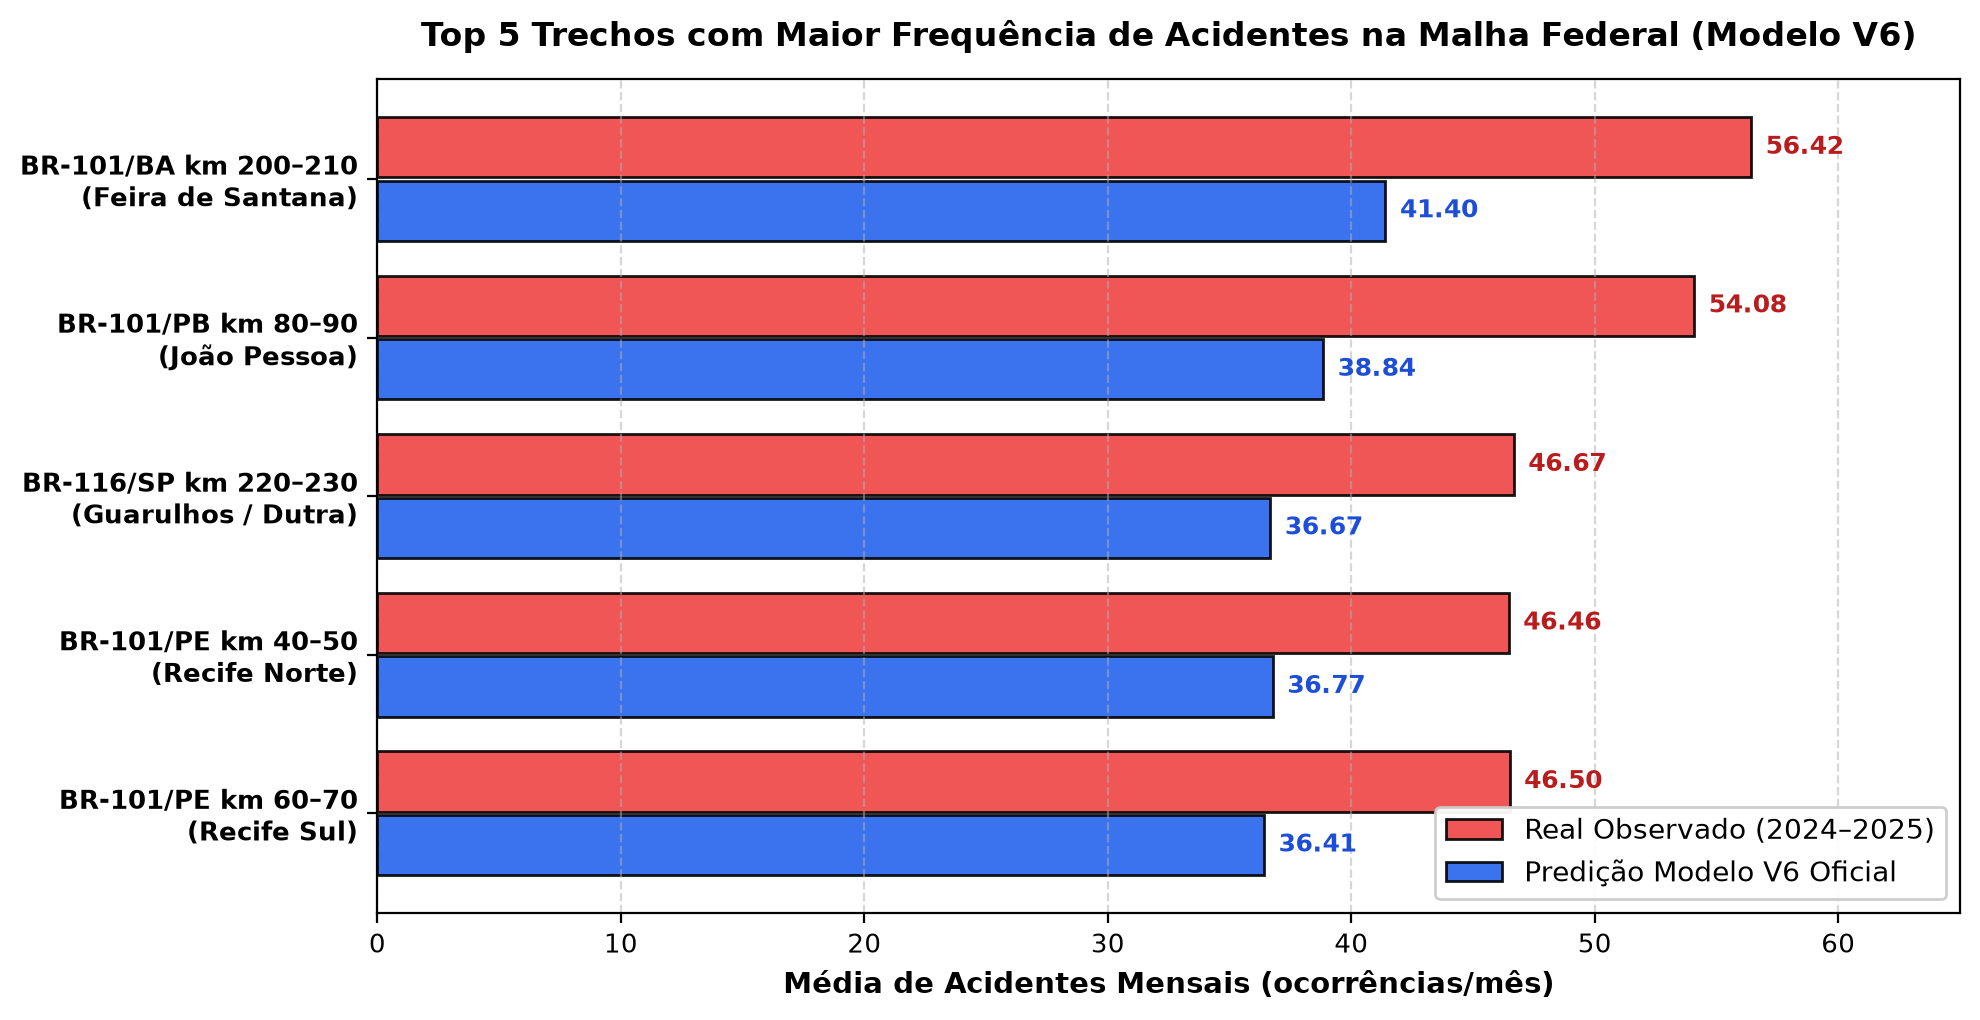 Top 5 Trechos com Maior Frequência de Acidentes na Malha Federal (Modelo V6)
BR-101/BA km 200–210
(Feira de Santana)
56.42
41.40
BR-101/PB km 80–90
(João Pessoa)
54.08
38.84
BR-116/SP km 220–230
(Guarulhos / Dutra)
46.67
36.67
BR-101/PE km 40–50
(Recife Norte)
46.46
36.77
BR-101/PE km 60–70
(Recife Sul)
46.50
36.41
Real Observado (2024–2025)
Predição Modelo V6 Oficial
0 10 20 30 40 50 60
Média de Acidentes Mensais (ocorrências/mês)